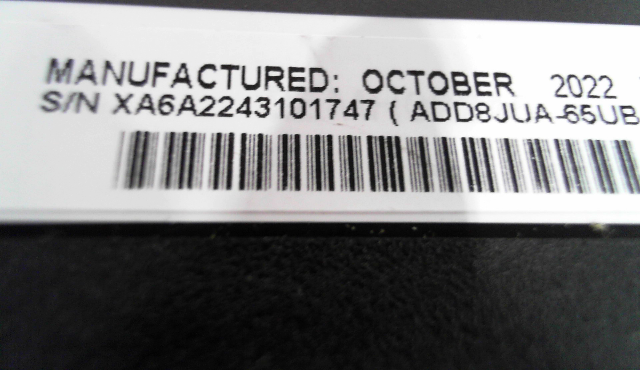 MANUFACTURED: OCTOBER 2022
S/N XA6A2243101747 ( ADD8JUA-65UB